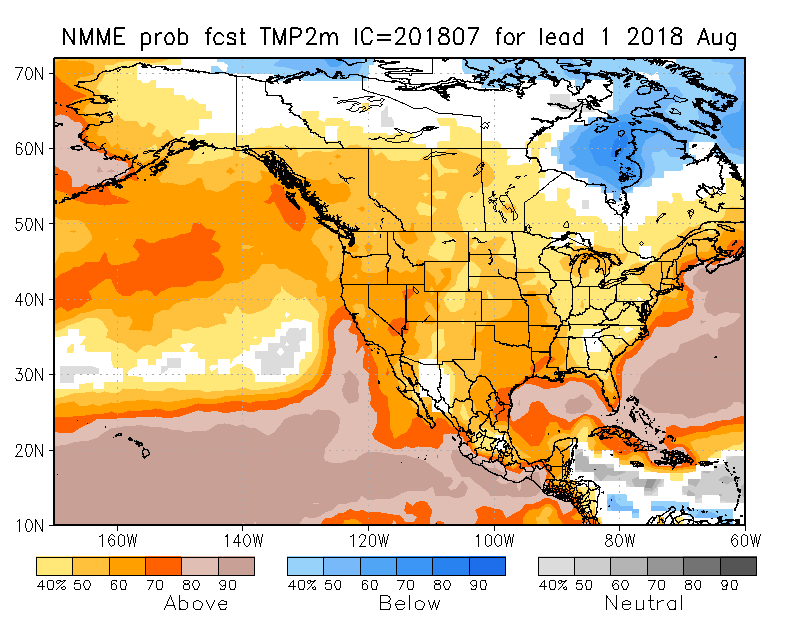 NMME prob fcst TMP2m IC=201807 for lead 1 2018 Aug
70N
60N
50N
40N
30N
20N
10N
160W 140W 120W 100W 80W 60W
40% 50 60 70 80 90 40% 50 60 70 80 90 40% 50 60 70 80 90
Above Below Neutral